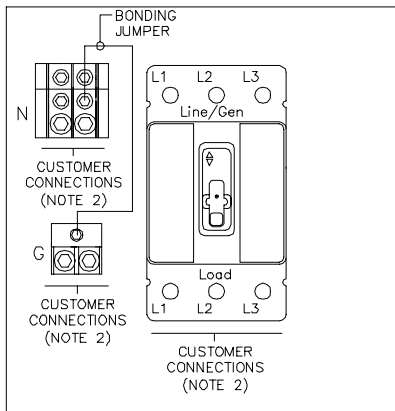 BONDING
JUMPER
N
CUSTOMER
CONNECTIONS
(NOTE 2)
G
CUSTOMER
CONNECTIONS
(NOTE 2)
L1 L2 L3
Line/Gen
Load
L1 L2 L3
CUSTOMER
CONNECTIONS
(NOTE 2)